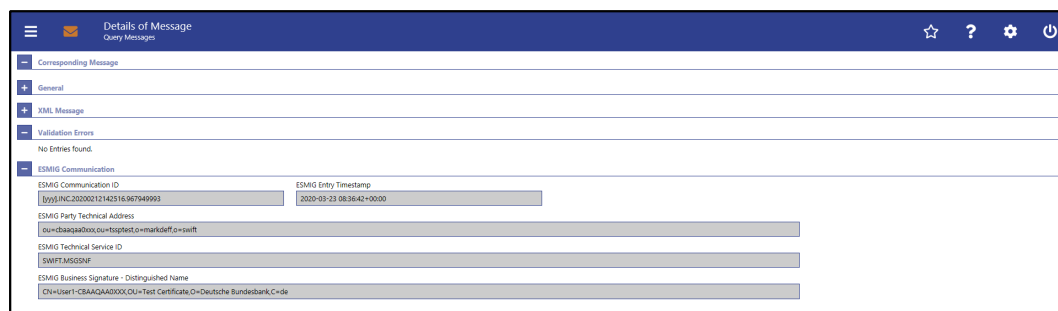 Details of Message
Query Messages
Corresponding Message
General
XML Message
Validation Errors
No Entries found.
ESMIG Communication
ESMIG Communication ID ESMIG Entry Timestamp
[yyy].INC.20200212142516.967949993 2020-03-23 08:36:42+00:00
ESMIG Party Technical Address
ou=cbaaqaa0xxx,ou=tssptest,o=markdeff,o=swift
ESMIG Technical Service ID
SWIFT.MSGSNF
ESMIG Business Signature - Distinguished Name
CN=User1-CBAAQAA0XXX,OU=Test Certificate,O=Deutsche Bundesbank,C=de